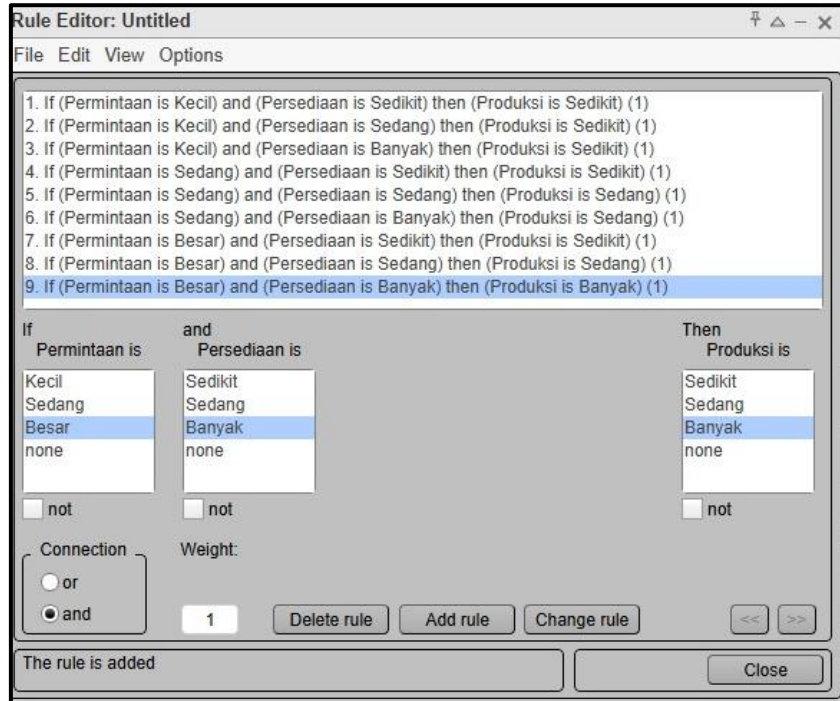 Rule Editor: Untitled
File Edit View Options
1. If (Permintaan is Kecil) and (Persediaan is Sedikit) then (Produksi is Sedikit) (1)
2. If (Permintaan is Kecil) and (Persediaan is Sedang) then (Produksi is Sedikit) (1)
3. If (Permintaan is Kecil) and (Persediaan is Banyak) then (Produksi is Sedikit) (1)
4. If (Permintaan is Sedang) and (Persediaan is Sedikit) then (Produksi is Sedikit) (1)
5. If (Permintaan is Sedang) and (Persediaan is Sedang) then (Produksi is Sedang) (1)
6. If (Permintaan is Sedang) and (Persediaan is Banyak) then (Produksi is Sedang) (1)
7. If (Permintaan is Besar) and (Persediaan is Sedikit) then (Produksi is Sedikit) (1)
8. If (Permintaan is Besar) and (Persediaan is Sedang) then (Produksi is Sedang) (1)
9. If (Permintaan is Besar) and (Persediaan is Banyak) then (Produksi is Banyak) (1)
If
Permintaan is
Kecil
Sedang
Besar
none
not
and
Persediaan is
Sedikit
Sedang
Banyak
none
not
Then
Produksi is
Sedikit
Sedang
Banyak
none
not
Connection
or
and
Weight:
1
Delete rule
Add rule
Change rule
<<
>>
The rule is added
Close